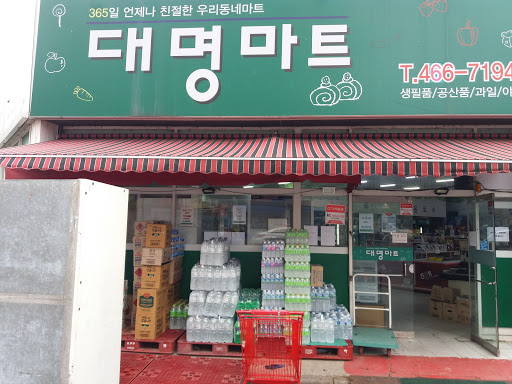 365일 언제나 친절한 우리동네마트
대명마트
T.466-7194
생필품/공산품/과일/야
대명마트